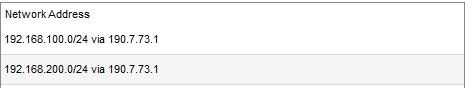 Network Address
192.168.100.0/24 via 190.7.73.1
192.168.200.0/24 via 190.7.73.1